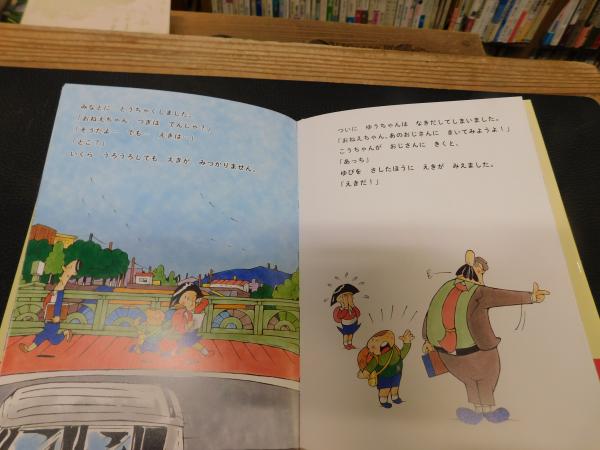 みなとに とうちゃくしました。
「おねえちゃん つぎは でんしゃ！」
「そうだよ… でも… えきは…」
「どこ？」
いくら うろうろしても えきが みつかりません。
ついに ゆうちゃんは なきだしてしまいました。
「おねえちゃん、あのおじさんに きいてみようよ！」
こうちゃんが おじさんに きくと、
「あっち」
ゆびを さしたほうに えきが みえました。
「えきだ！」